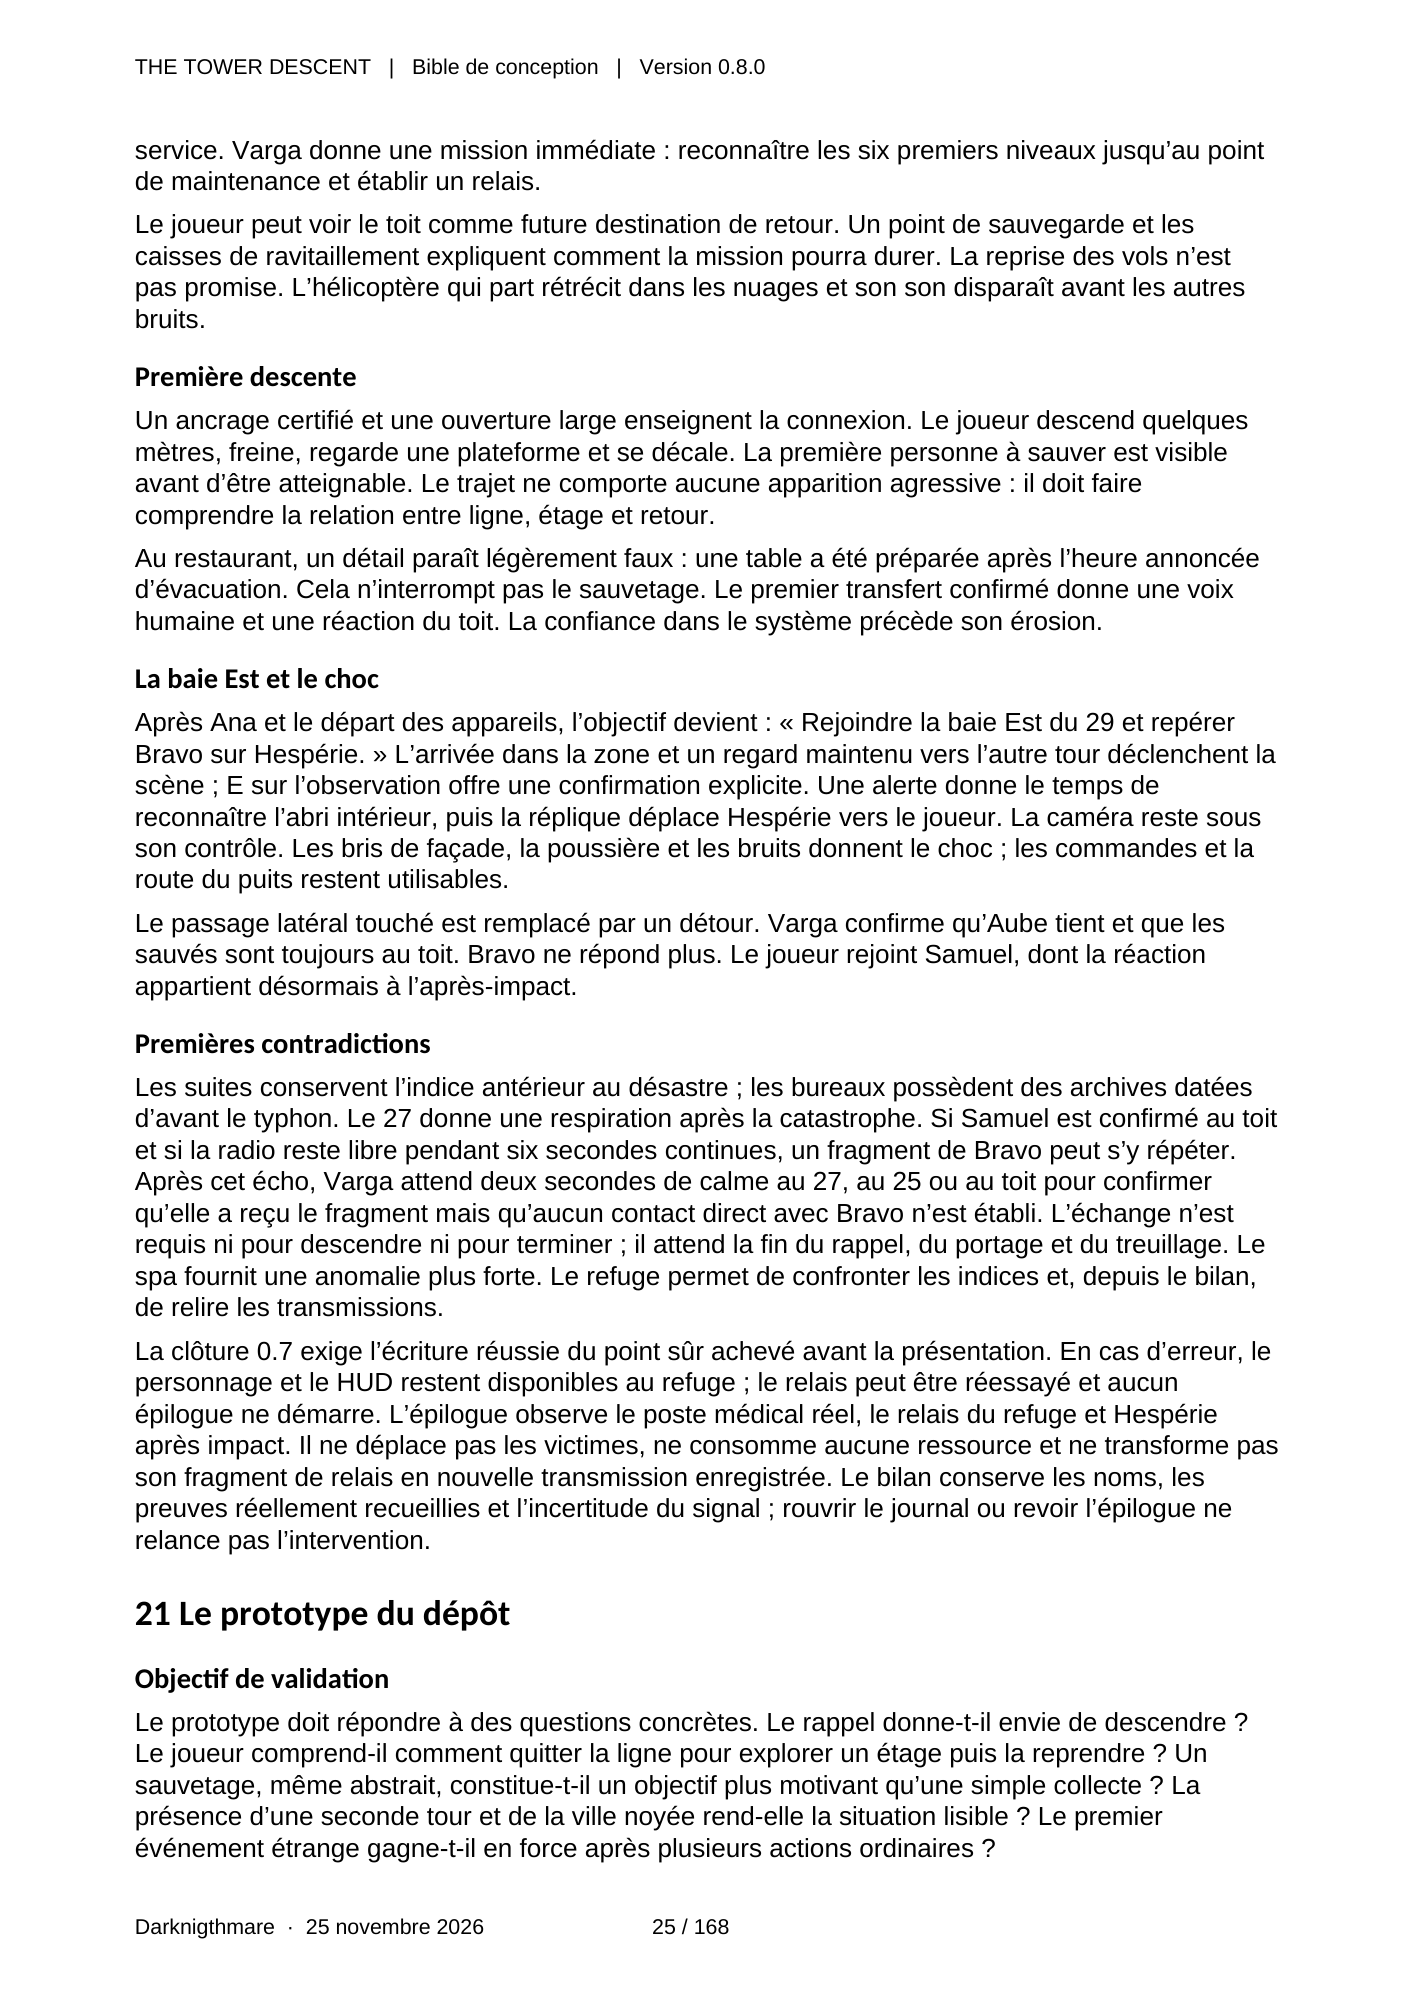 THE TOWER DESCENT | Bible de conception | Version 0.8.0
service. Varga donne une mission immédiate : reconnaître les six premiers niveaux jusqu’au point
de maintenance et établir un relais.
Le joueur peut voir le toit comme future destination de retour. Un point de sauvegarde et les
caisses de ravitaillement expliquent comment la mission pourra durer. La reprise des vols n’est
pas promise. L’hélicoptère qui part rétrécit dans les nuages et son son disparaît avant les autres
bruits.
Première descente
Un ancrage certifié et une ouverture large enseignent la connexion. Le joueur descend quelques
mètres, freine, regarde une plateforme et se décale. La première personne à sauver est visible
avant d’être atteignable. Le trajet ne comporte aucune apparition agressive : il doit faire
comprendre la relation entre ligne, étage et retour.
Au restaurant, un détail paraît légèrement faux : une table a été préparée après l’heure annoncée
d’évacuation. Cela n’interrompt pas le sauvetage. Le premier transfert confirmé donne une voix
humaine et une réaction du toit. La confiance dans le système précède son érosion.
La baie Est et le choc
Après Ana et le départ des appareils, l’objectif devient : « Rejoindre la baie Est du 29 et repérer
Bravo sur Hespérie. » L’arrivée dans la zone et un regard maintenu vers l’autre tour déclenchent la
scène ; E sur l’observation offre une confirmation explicite. Une alerte donne le temps de
reconnaître l’abri intérieur, puis la réplique déplace Hespérie vers le joueur. La caméra reste sous
son contrôle. Les bris de façade, la poussière et les bruits donnent le choc ; les commandes et la
route du puits restent utilisables.
Le passage latéral touché est remplacé par un détour. Varga confirme qu’Aube tient et que les
sauvés sont toujours au toit. Bravo ne répond plus. Le joueur rejoint Samuel, dont la réaction
appartient désormais à l’après-impact.
Premières contradictions
Les suites conservent l’indice antérieur au désastre ; les bureaux possèdent des archives datées
d’avant le typhon. Le 27 donne une respiration après la catastrophe. Si Samuel est confirmé au toit
et si la radio reste libre pendant six secondes continues, un fragment de Bravo peut s’y répéter.
Après cet écho, Varga attend deux secondes de calme au 27, au 25 ou au toit pour confirmer
qu’elle a reçu le fragment mais qu’aucun contact direct avec Bravo n’est établi. L’échange n’est
requis ni pour descendre ni pour terminer ; il attend la fin du rappel, du portage et du treuillage. Le
spa fournit une anomalie plus forte. Le refuge permet de confronter les indices et, depuis le bilan,
de relire les transmissions.
La clôture 0.7 exige l’écriture réussie du point sûr achevé avant la présentation. En cas d’erreur, le
personnage et le HUD restent disponibles au refuge ; le relais peut être réessayé et aucun
épilogue ne démarre. L’épilogue observe le poste médical réel, le relais du refuge et Hespérie
après impact. Il ne déplace pas les victimes, ne consomme aucune ressource et ne transforme pas
son fragment de relais en nouvelle transmission enregistrée. Le bilan conserve les noms, les
preuves réellement recueillies et l’incertitude du signal ; rouvrir le journal ou revoir l’épilogue ne
relance pas l’intervention.
21 Le prototype du dépôt
Objectif de validation
Le prototype doit répondre à des questions concrètes. Le rappel donne-t-il envie de descendre ?
Le joueur comprend-il comment quitter la ligne pour explorer un étage puis la reprendre ? Un
sauvetage, même abstrait, constitue-t-il un objectif plus motivant qu’une simple collecte ? La
présence d’une seconde tour et de la ville noyée rend-elle la situation lisible ? Le premier
événement étrange gagne-t-il en force après plusieurs actions ordinaires ?
Darknigthmare · 25 novembre 2026 25 / 168